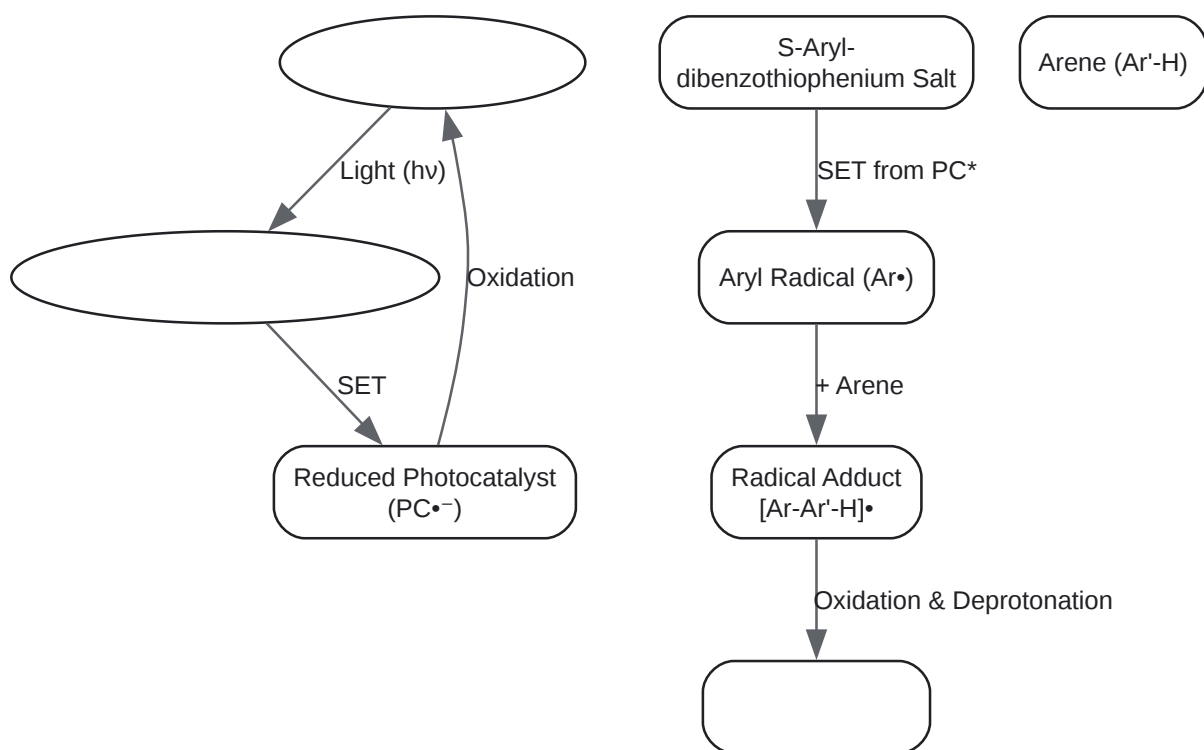 S-Aryl-
dibenzothiophenium Salt
Arene (Ar'-H)
Light (hν)
SET from PC*
Oxidation
Aryl Radical (Ar•)
SET
+ Arene
Reduced Photocatalyst
(PC•⁻)
Radical Adduct
[Ar-Ar'-H]•
Oxidation & Deprotonation